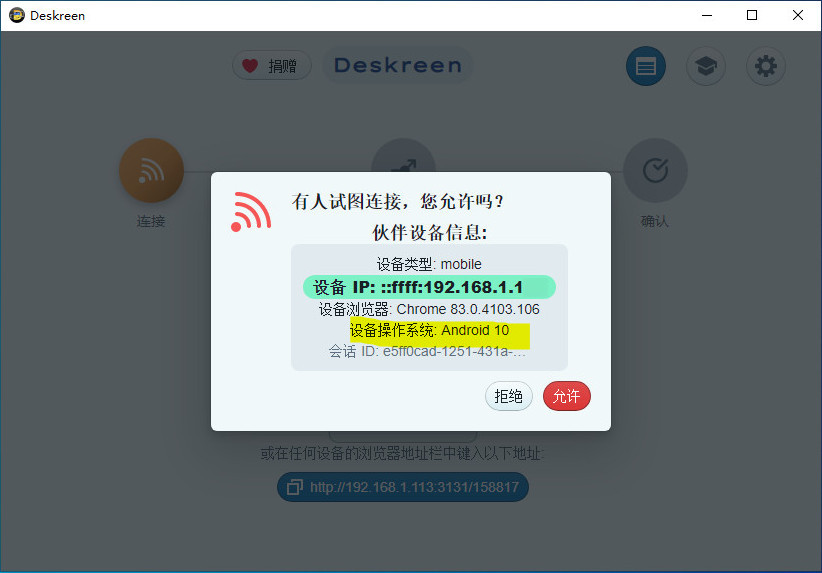 Deskreen
捐赠
Deskreen
连接
确认
有人试图连接，您允许吗？
伙伴设备信息:
设备类型: mobile
设备 IP: ::ffff:192.168.1.1
设备浏览器: Chrome 83.0.4103.106
设备操作系统: Android 10
会话 ID: e5ff0cad-1251-431a-...
拒绝
允许
或在任何设备的浏览器地址栏中键入以下地址:
http://192.168.1.113:3131/158817